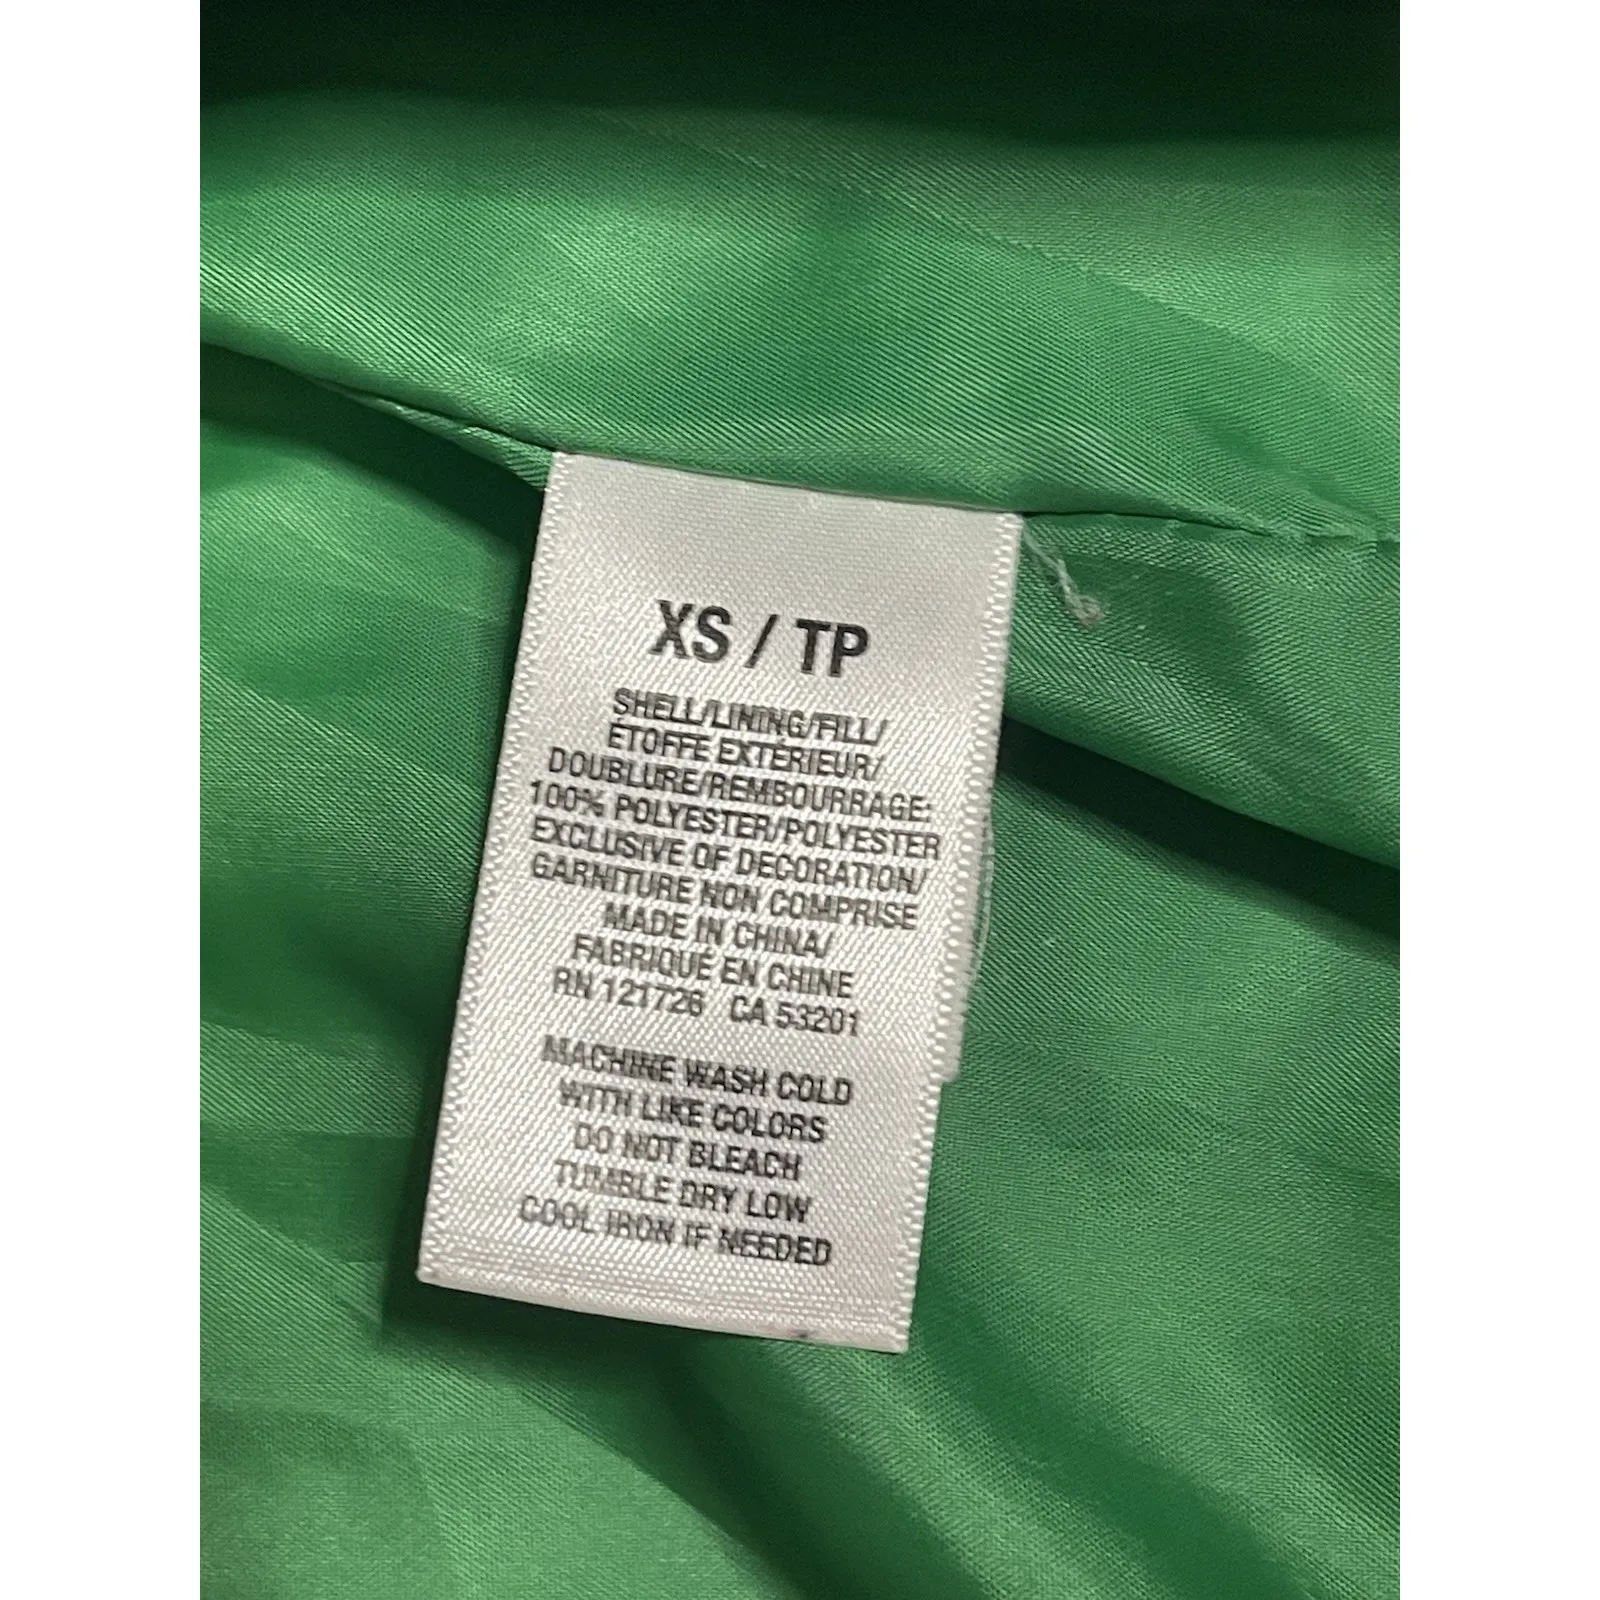 XS / TP
SHELL/LINING/FILL/
ÉTOFFE EXTÉRIEUR/
DOUBLURE/REMBOURRAGE:
100% POLYESTER/POLYESTER
EXCLUSIVE OF DECORATION/
GARNITURE NON COMPRISE
MADE IN CHINA/
FABRIQUÉ EN CHINE
RN 121726 CA 53201
MACHINE WASH COLD
WITH LIKE COLORS
DO NOT BLEACH
TUMBLE DRY LOW
COOL IRON IF NEEDED